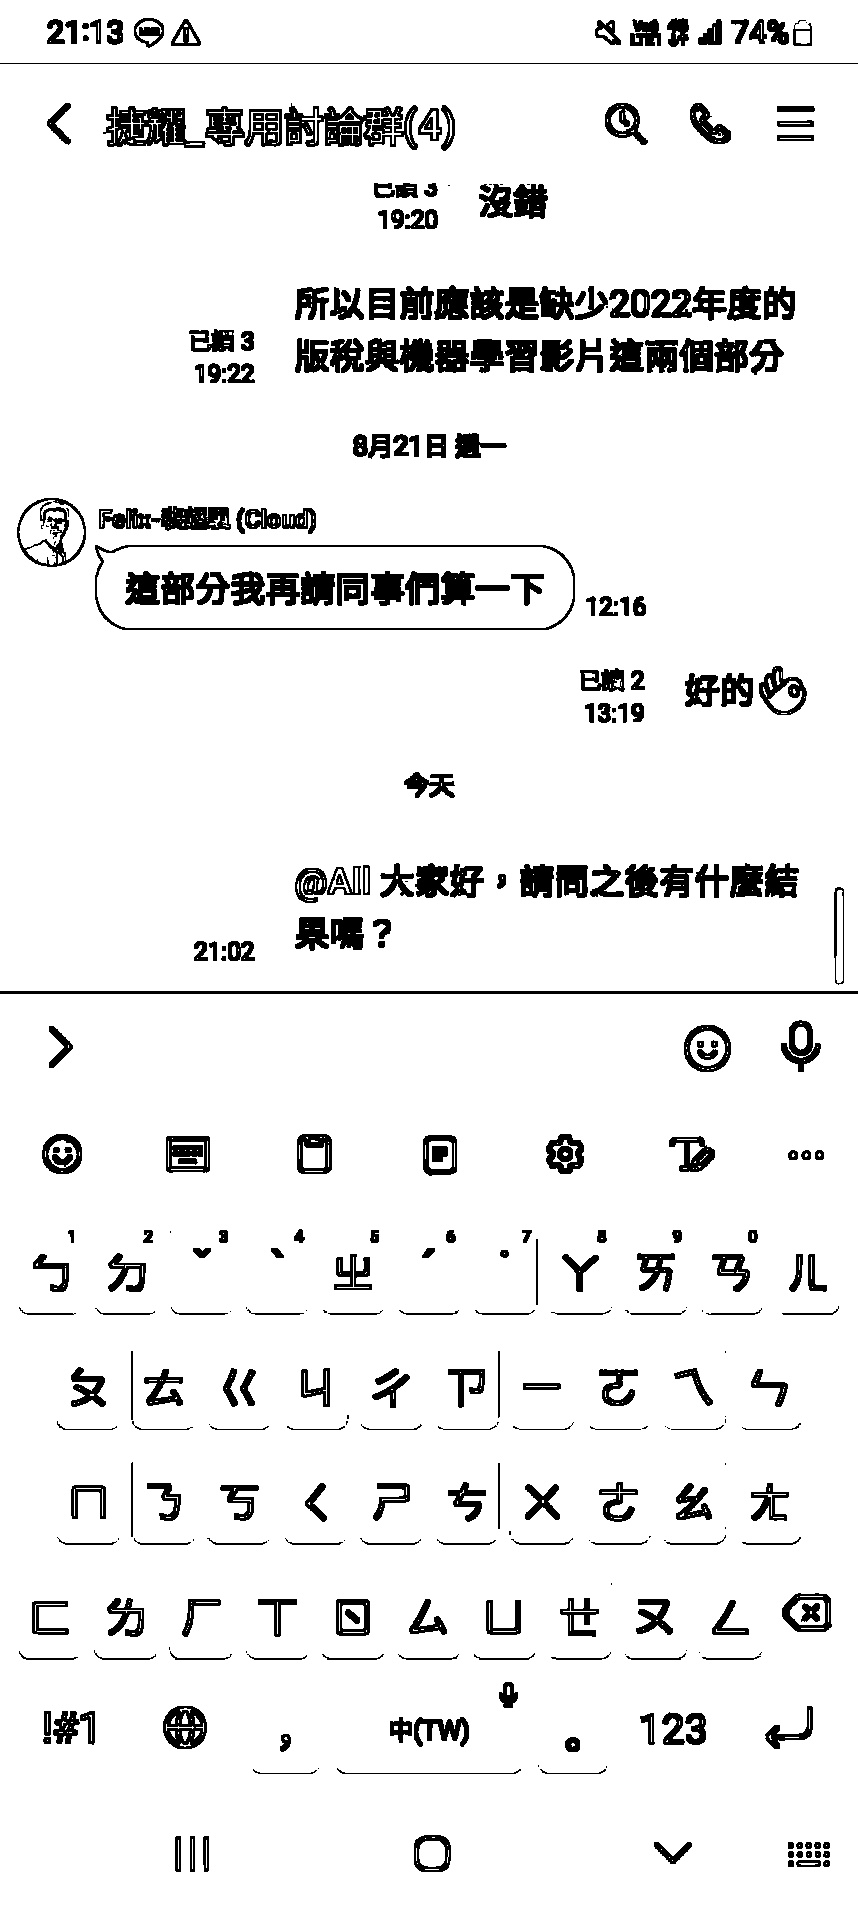 21:13
74%
捷耀_專用討論群(4)
已讀 3
19:20
沒錯
所以目前應該是缺少2022年度的
版稅與機器學習影片這兩個部分
已讀 3
19:22
8月21日 週一
Felix- (Cloud)
這部分我再請同事們算一下
12:16
已讀 2
13:19
好的
今天
@All 大家好，請問之後有什麼結
果嗎？
21:02
1 2 3 4 5 6 7 8 9 0
ㄅ ㄉ ˇ ˋ ㄓ ˊ ˙ ㄚ ㄞ ㄢ ㄦ
ㄆ ㄊ ㄍ ㄐ ㄔ ㄗ ㄧ ㄛ ㄟ ㄣ
ㄇ ㄋ ㄎ ㄑ ㄕ ㄘ ㄨ ㄜ ㄠ ㄤ
ㄈ ㄌ ㄏ ㄒ ㄖ ㄙ ㄩ ㄝ ㄡ ㄥ
!#1 ， 中(TW) 。 123